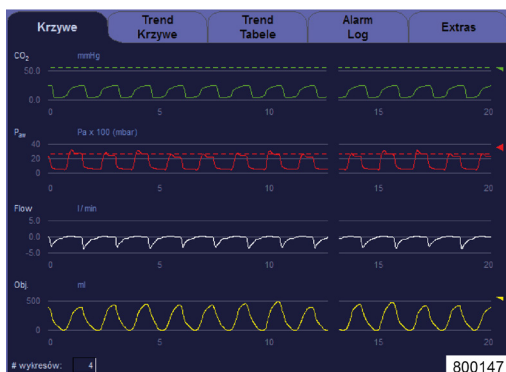 Krzywe
Trend Krzywe
Trend Tabele
Alarm Log
Extras
CO2 mmHg
50.0
0.0
0 5 10 15 20
Paw Pa x 100 (mbar)
40
20
0
0 5 10 15 20
Flow l / min
5.0
0.0
-5.0
0 5 10 15 20
Obj. ml
500
0
0 5 10 15 20
# wykresów: 4
800147